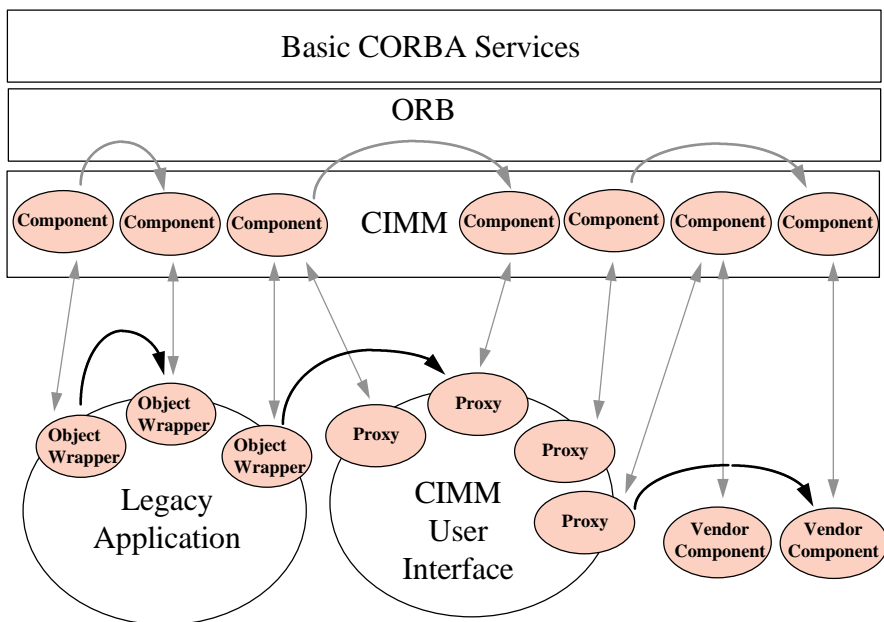 Basic CORBA Services
ORB
Component
Component
Component
CIMM
Component
Component
Component
Component
Object
Wrapper
Object
Wrapper
Object
Wrapper
Proxy
Proxy
Proxy
Proxy
Legacy
Application
CIMM
User
Interface
Vendor
Component
Vendor
Component